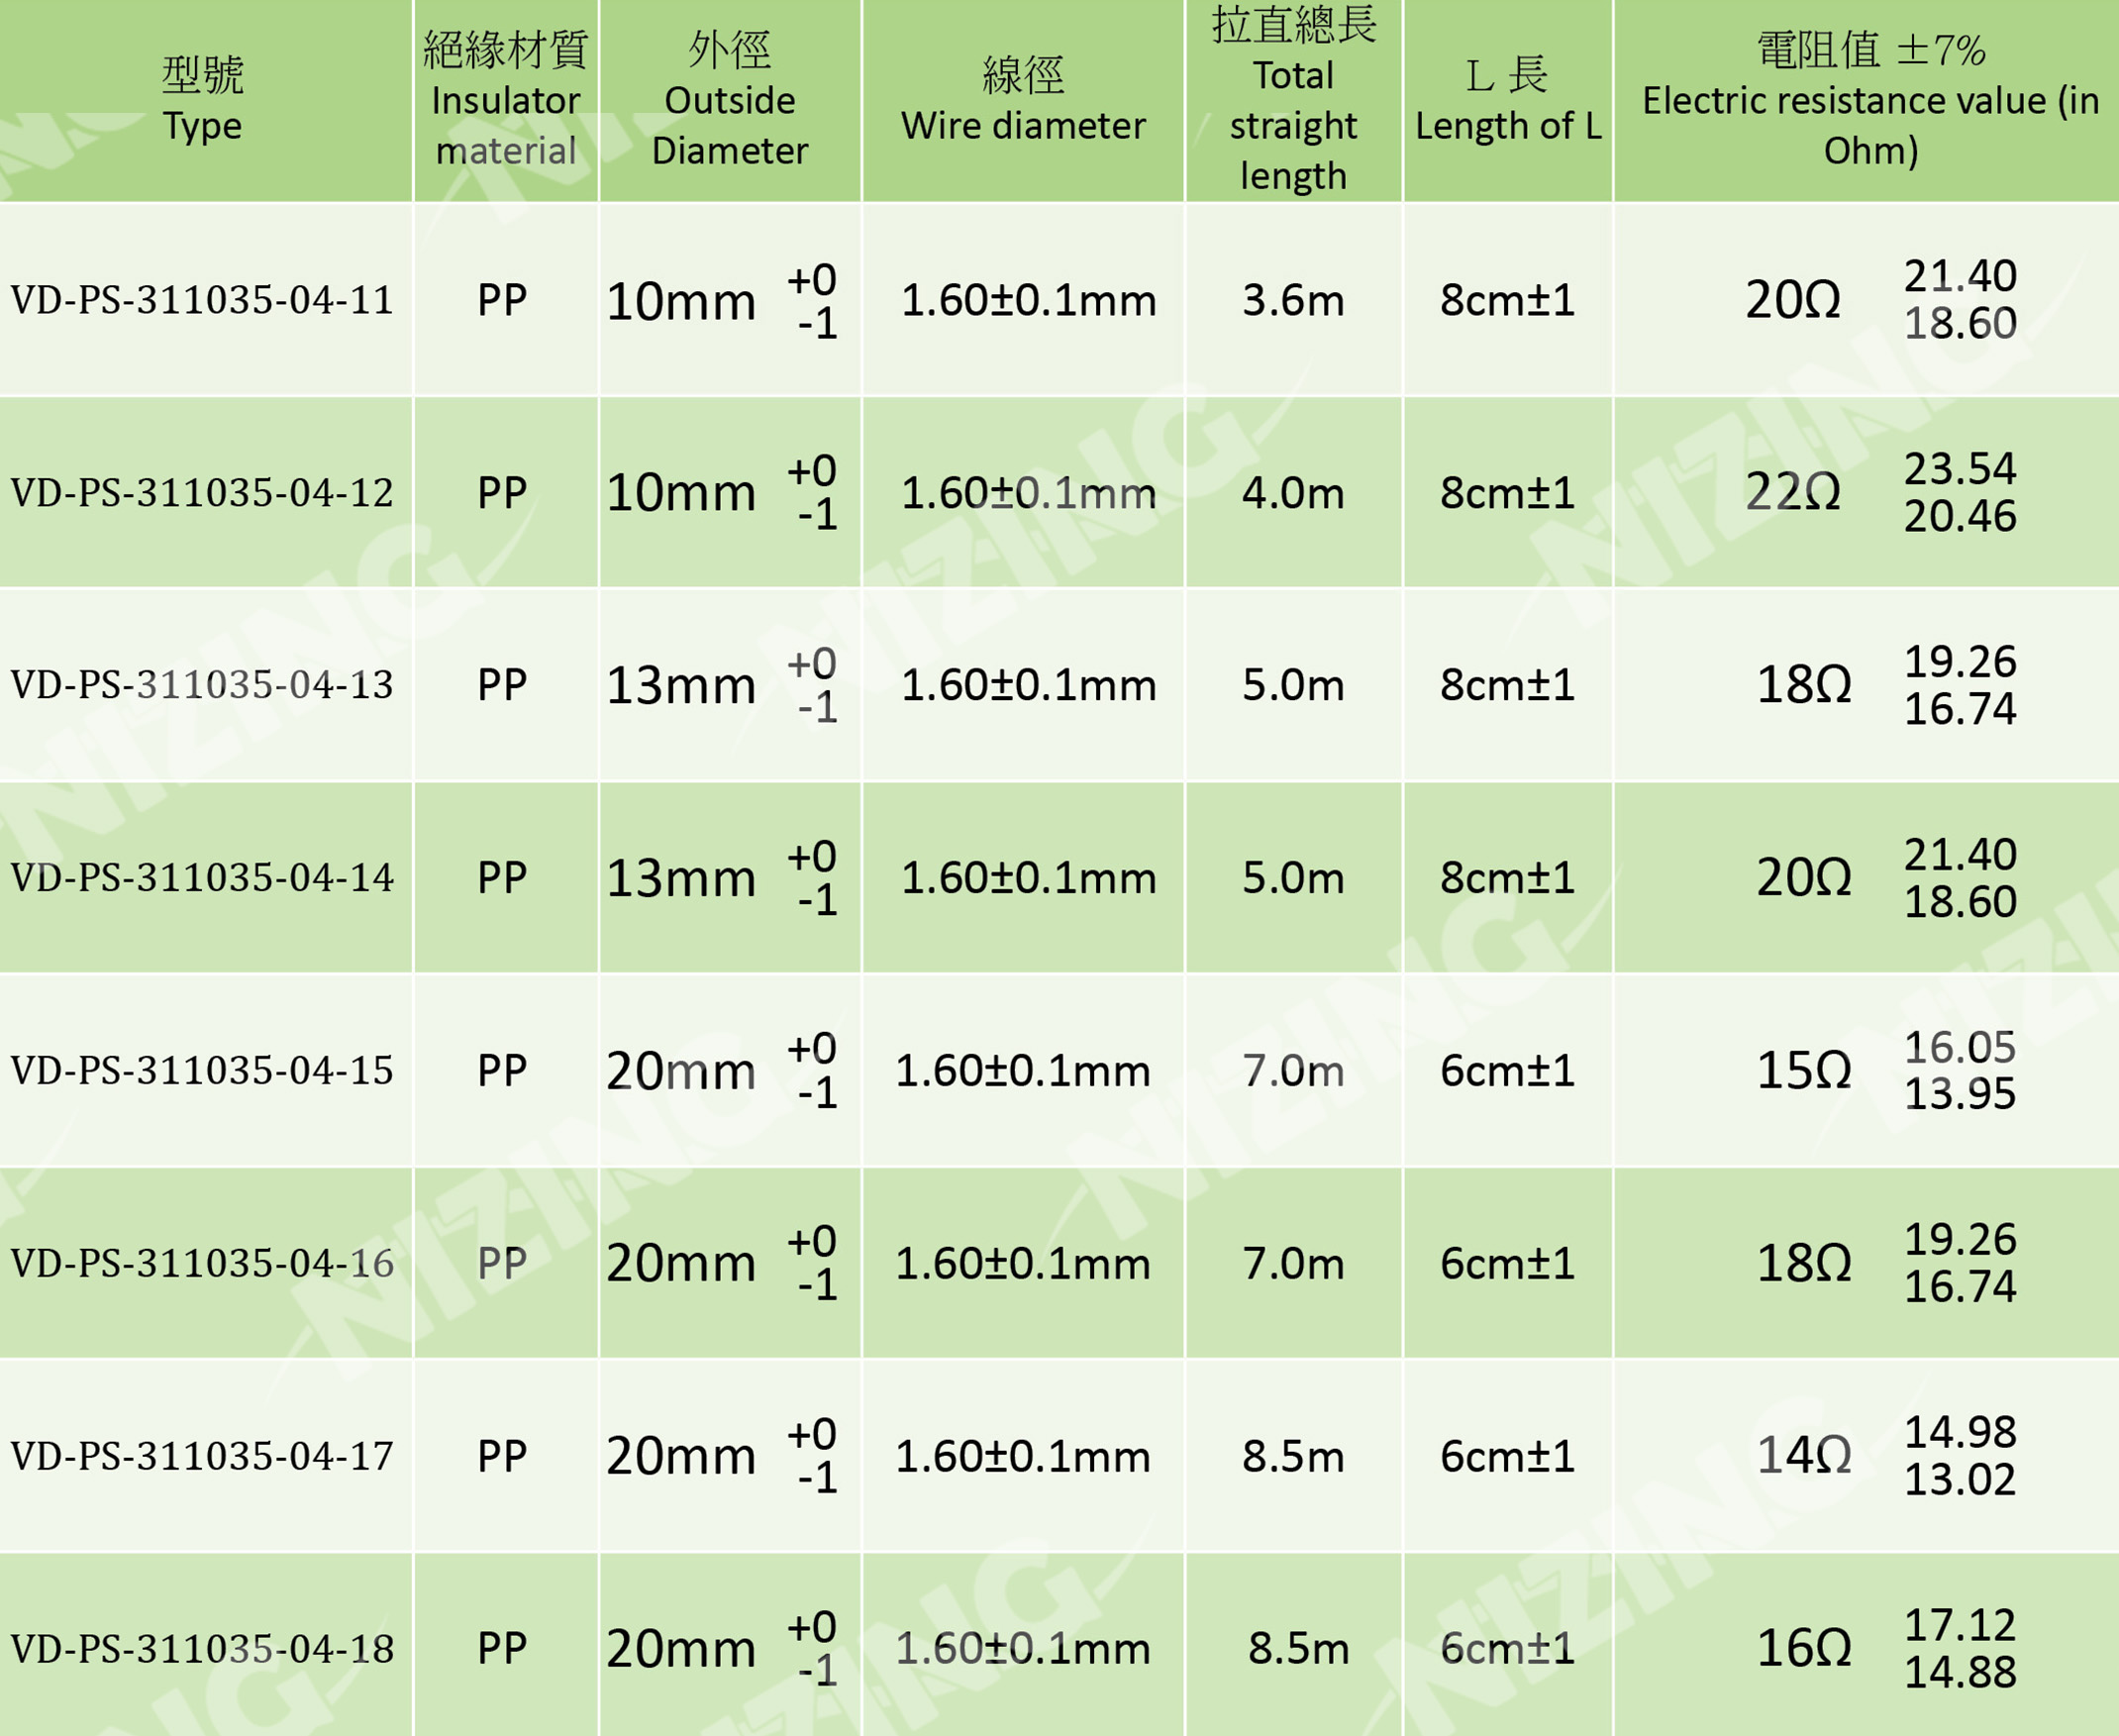 型號
Type
絕緣材質
Insulator
material
外徑
Outside
Diameter
線徑
Wire diameter
拉直總長
Total
straight
length
L 長
Length of L
電阻值 ±7%
Electric resistance value (in
Ohm)
VD-PS-311035-04-11 PP 10mm +0 -1 1.60±0.1mm 3.6m 8cm±1 20Ω 21.40 18.60
VD-PS-311035-04-12 PP 10mm +0 -1 1.60±0.1mm 4.0m 8cm±1 22Ω 23.54 20.46
VD-PS-311035-04-13 PP 13mm +0 -1 1.60±0.1mm 5.0m 8cm±1 18Ω 19.26 16.74
VD-PS-311035-04-14 PP 13mm +0 -1 1.60±0.1mm 5.0m 8cm±1 20Ω 21.40 18.60
VD-PS-311035-04-15 PP 20mm +0 -1 1.60±0.1mm 7.0m 6cm±1 15Ω 16.05 13.95
VD-PS-311035-04-16 PP 20mm +0 -1 1.60±0.1mm 7.0m 6cm±1 18Ω 19.26 16.74
VD-PS-311035-04-17 PP 20mm +0 -1 1.60±0.1mm 8.5m 6cm±1 14Ω 14.98 13.02
VD-PS-311035-04-18 PP 20mm +0 -1 1.60±0.1mm 8.5m 6cm±1 16Ω 17.12 14.88
NIZING